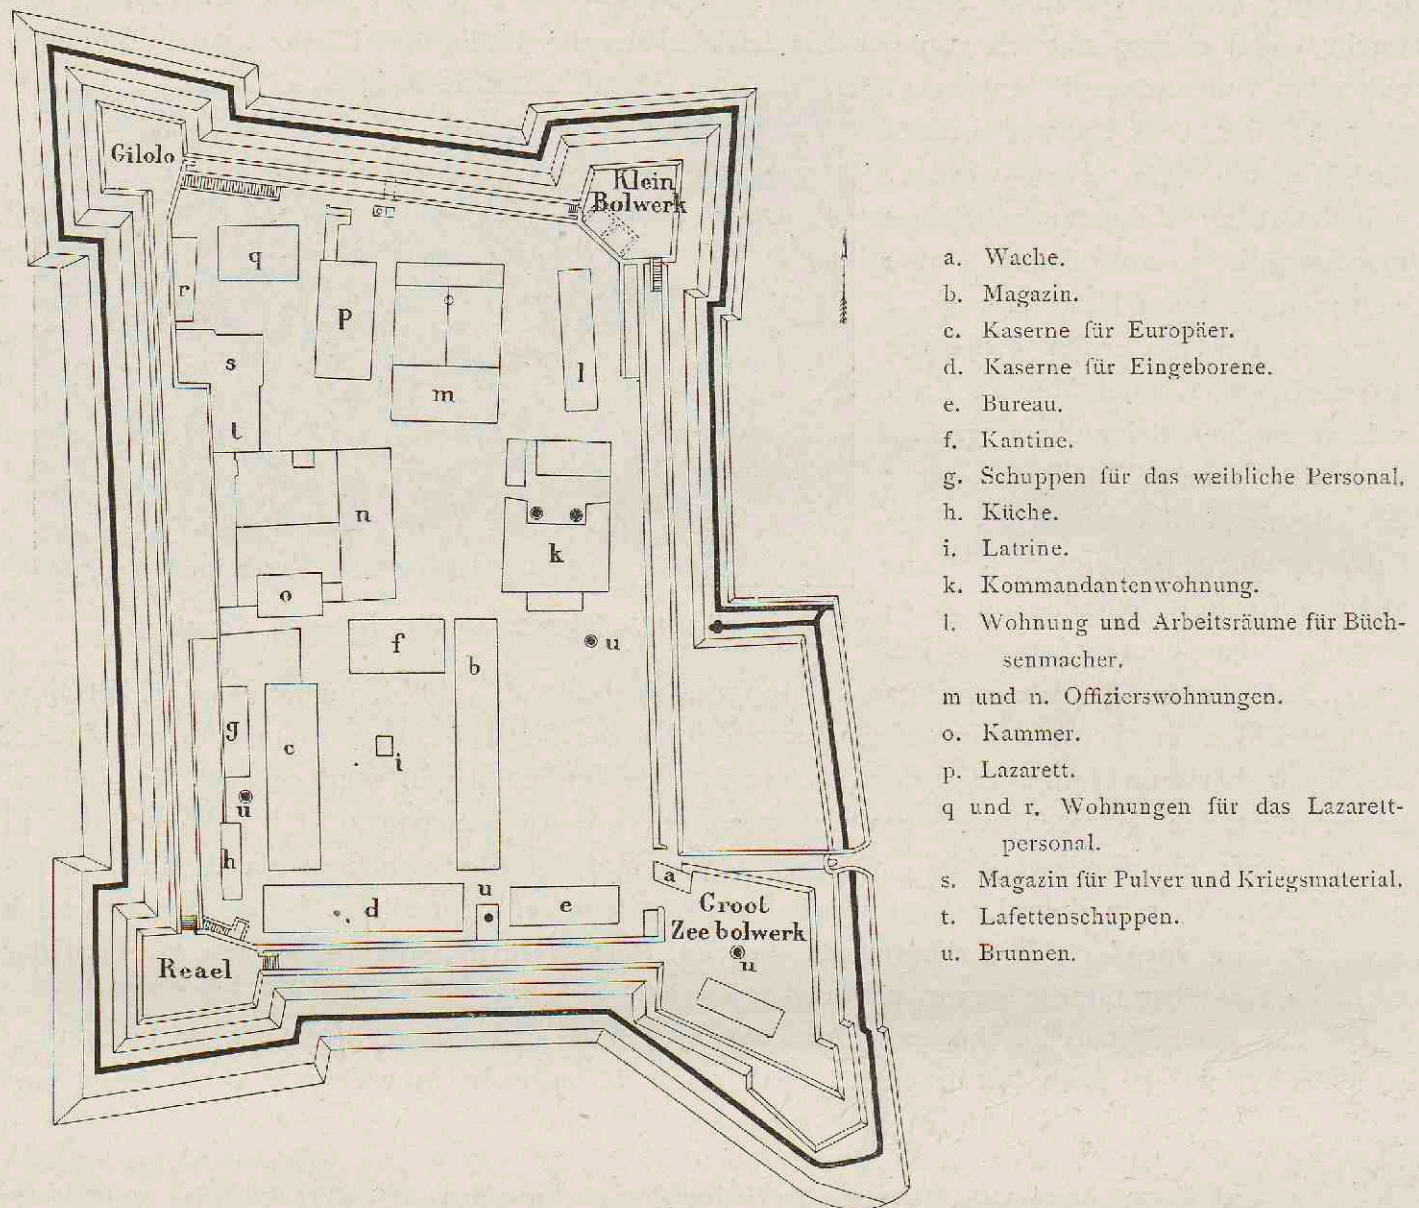 Gilolo
Klein
Bolwerk
q
r
p
s
m
l
t
n
k
o
f
b
u
g
c
i
u
h
a
d
u
e
Groot
Zee bolwerk
u
Reael
a. Wache.
b. Magazin.
c. Kaserne für Europäer.
d. Kaserne für Eingeborene.
e. Bureau.
f. Kantine.
g. Schuppen für das weibliche Personal.
h. Küche.
i. Latrine.
k. Kommandantenwohnung.
l. Wohnung und Arbeitsräume für Büch-
senmacher.
m und n. Offizierswohnungen.
o. Kammer.
p. Lazarett.
q und r. Wohnungen für das Lazarett-
personal.
s. Magazin für Pulver und Kriegsmaterial.
t. Lafettenschuppen.
u. Brunnen.